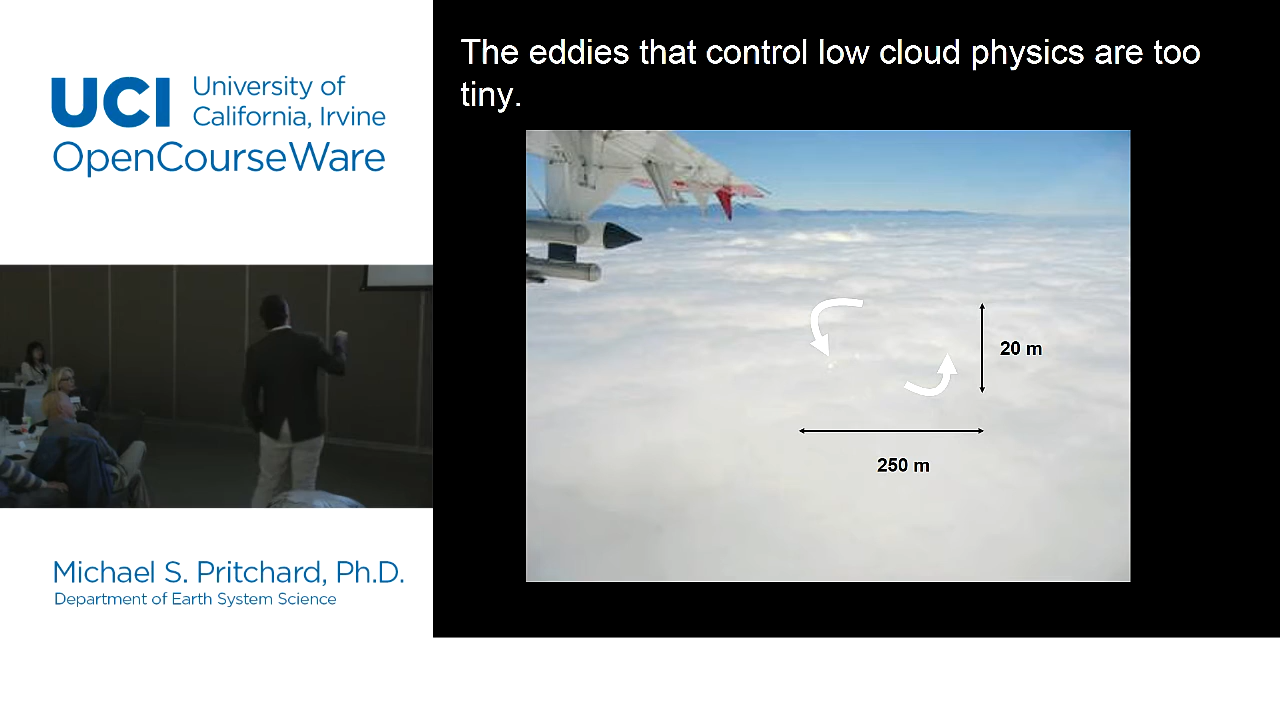 UCI University of
California, Irvine
OpenCourseWare
Michael S. Pritchard, Ph.D.
Department of Earth System Science
The eddies that control low cloud physics are too
tiny.
20 m
250 m